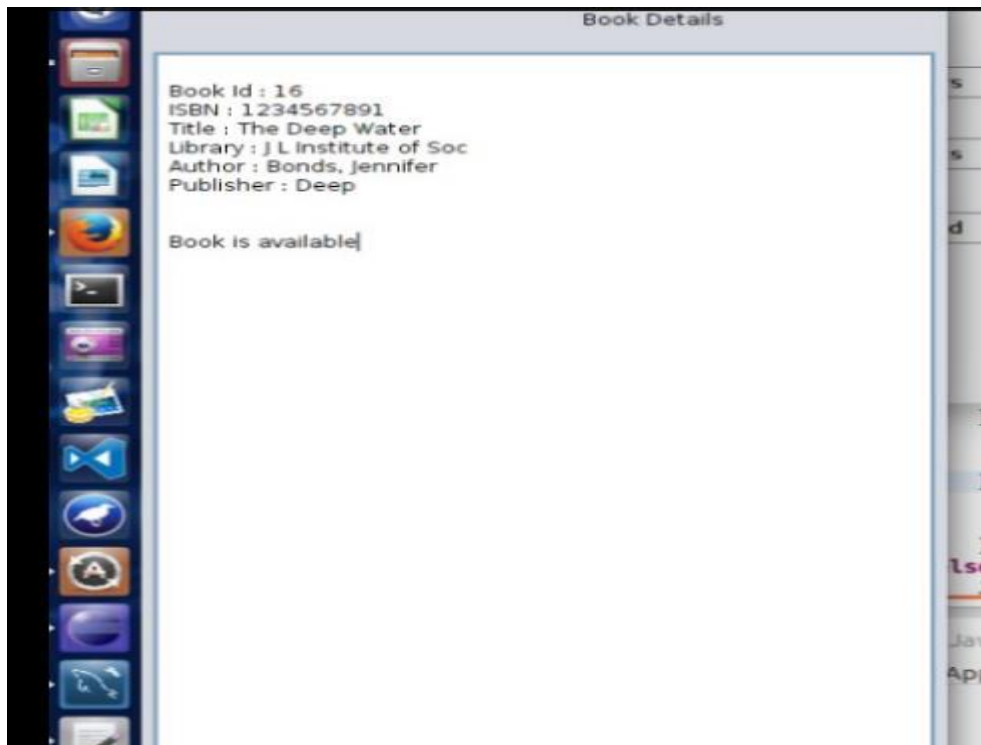 Book Details
Book Id : 16
ISBN : 1234567891
Title : The Deep Water
Library : J L Institute of Soc
Author : Bonds, Jennifer
Publisher : Deep
Book is available